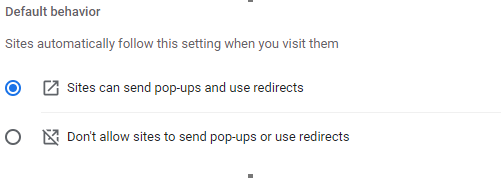 Default behavior
Sites automatically follow this setting when you visit them
Sites can send pop-ups and use redirects
Don't allow sites to send pop-ups or use redirects